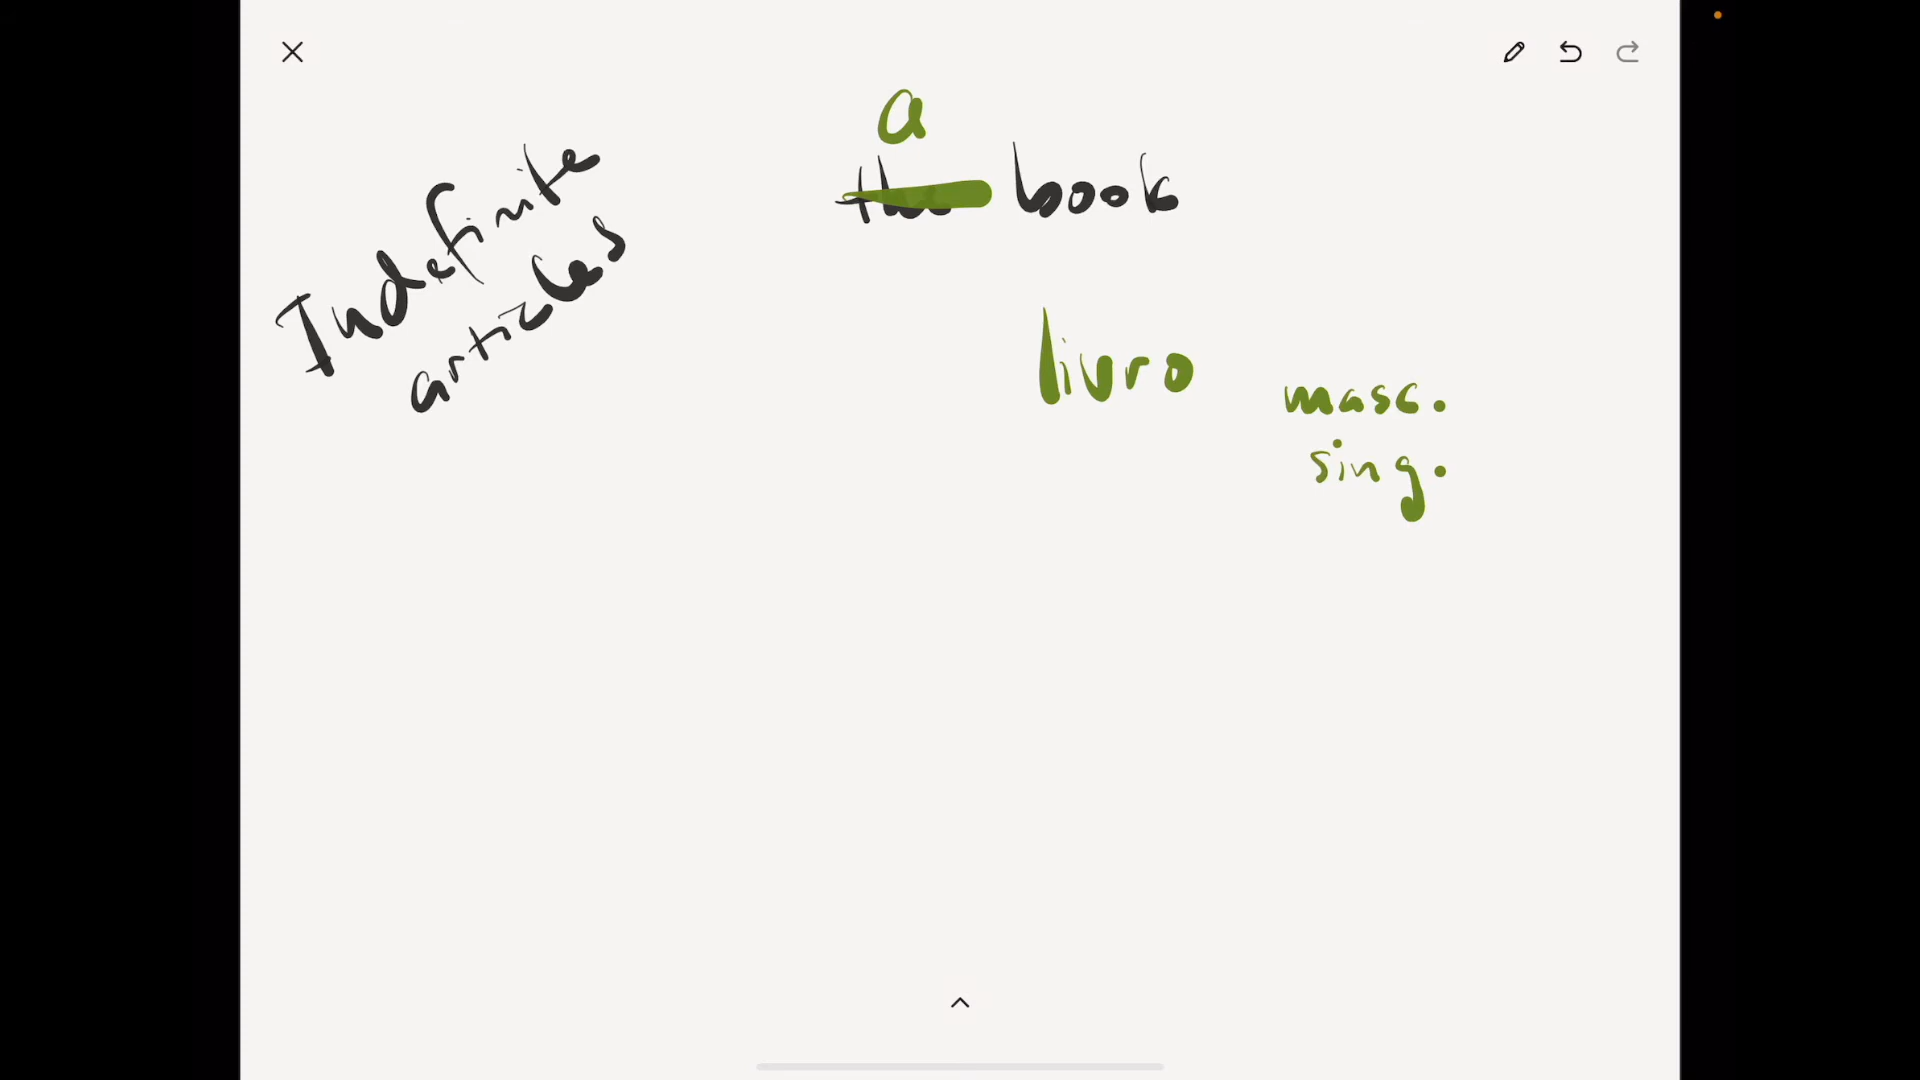 Indefinite
articles
a
the book
livro
masc.
sing.